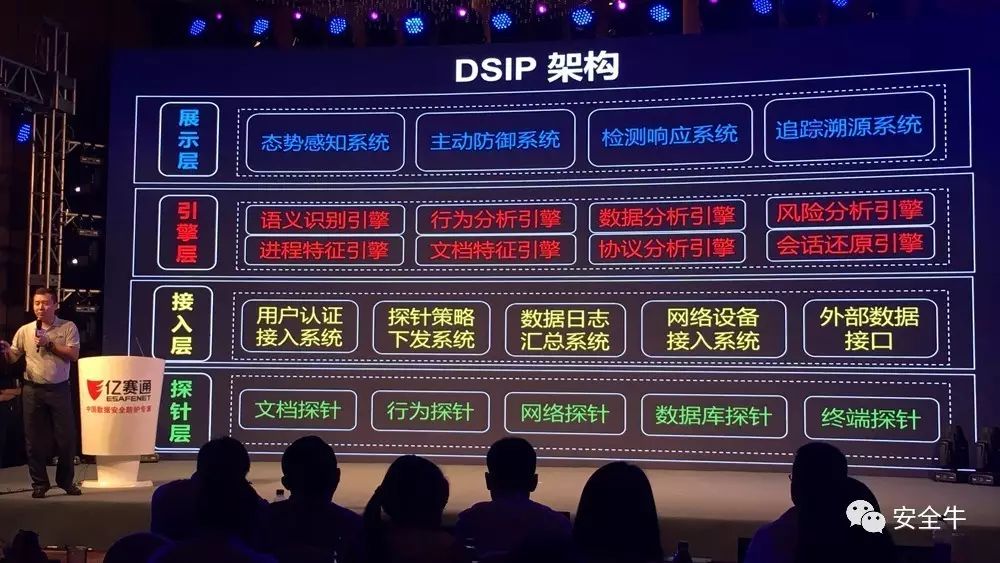 DSIP 架构
展示层
态势感知系统 主动防御系统 检测响应系统 追踪溯源系统
引擎层
语义识别引擎 行为分析引擎 数据分析引擎 风险分析引擎
进程特征引擎 文档特征引擎 协议分析引擎 会话还原引擎
接入层
用户认证 探针策略 数据日志 网络设备 外部数据
接入系统 下发系统 汇总系统 接入系统 接口
探针层
文档探针 行为探针 网络探针 数据库探针 终端探针
亿赛通
ESAFENET
中国数据安全防护专家
安全牛